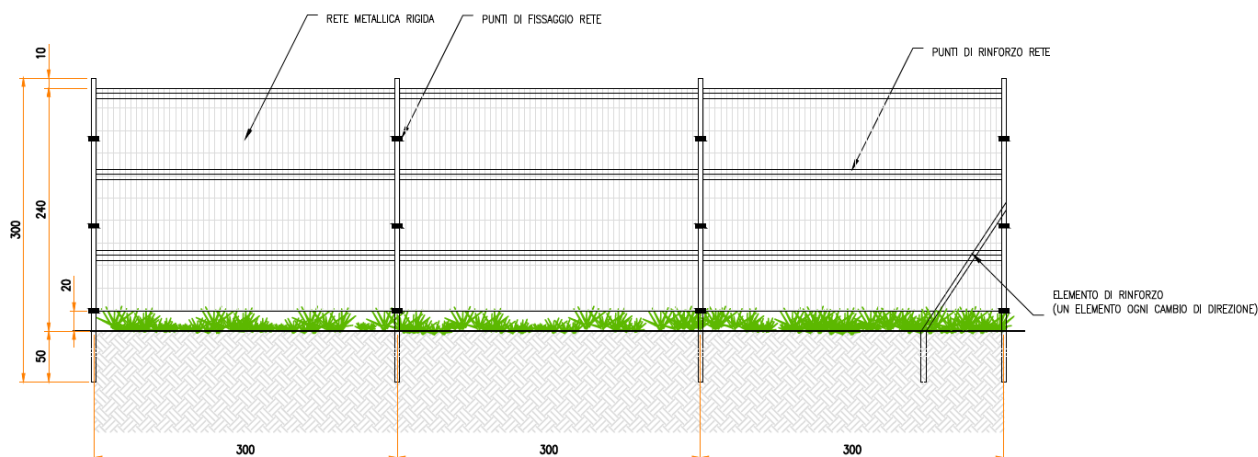 RETE METALLICA RIGIDA
PUNTI DI FISSAGGIO RETE
PUNTI DI RINFORZO RETE
10
240
300
20
50
ELEMENTO DI RINFORZO
(UN ELEMENTO OGNI CAMBIO DI DIREZIONE)
300
300
300